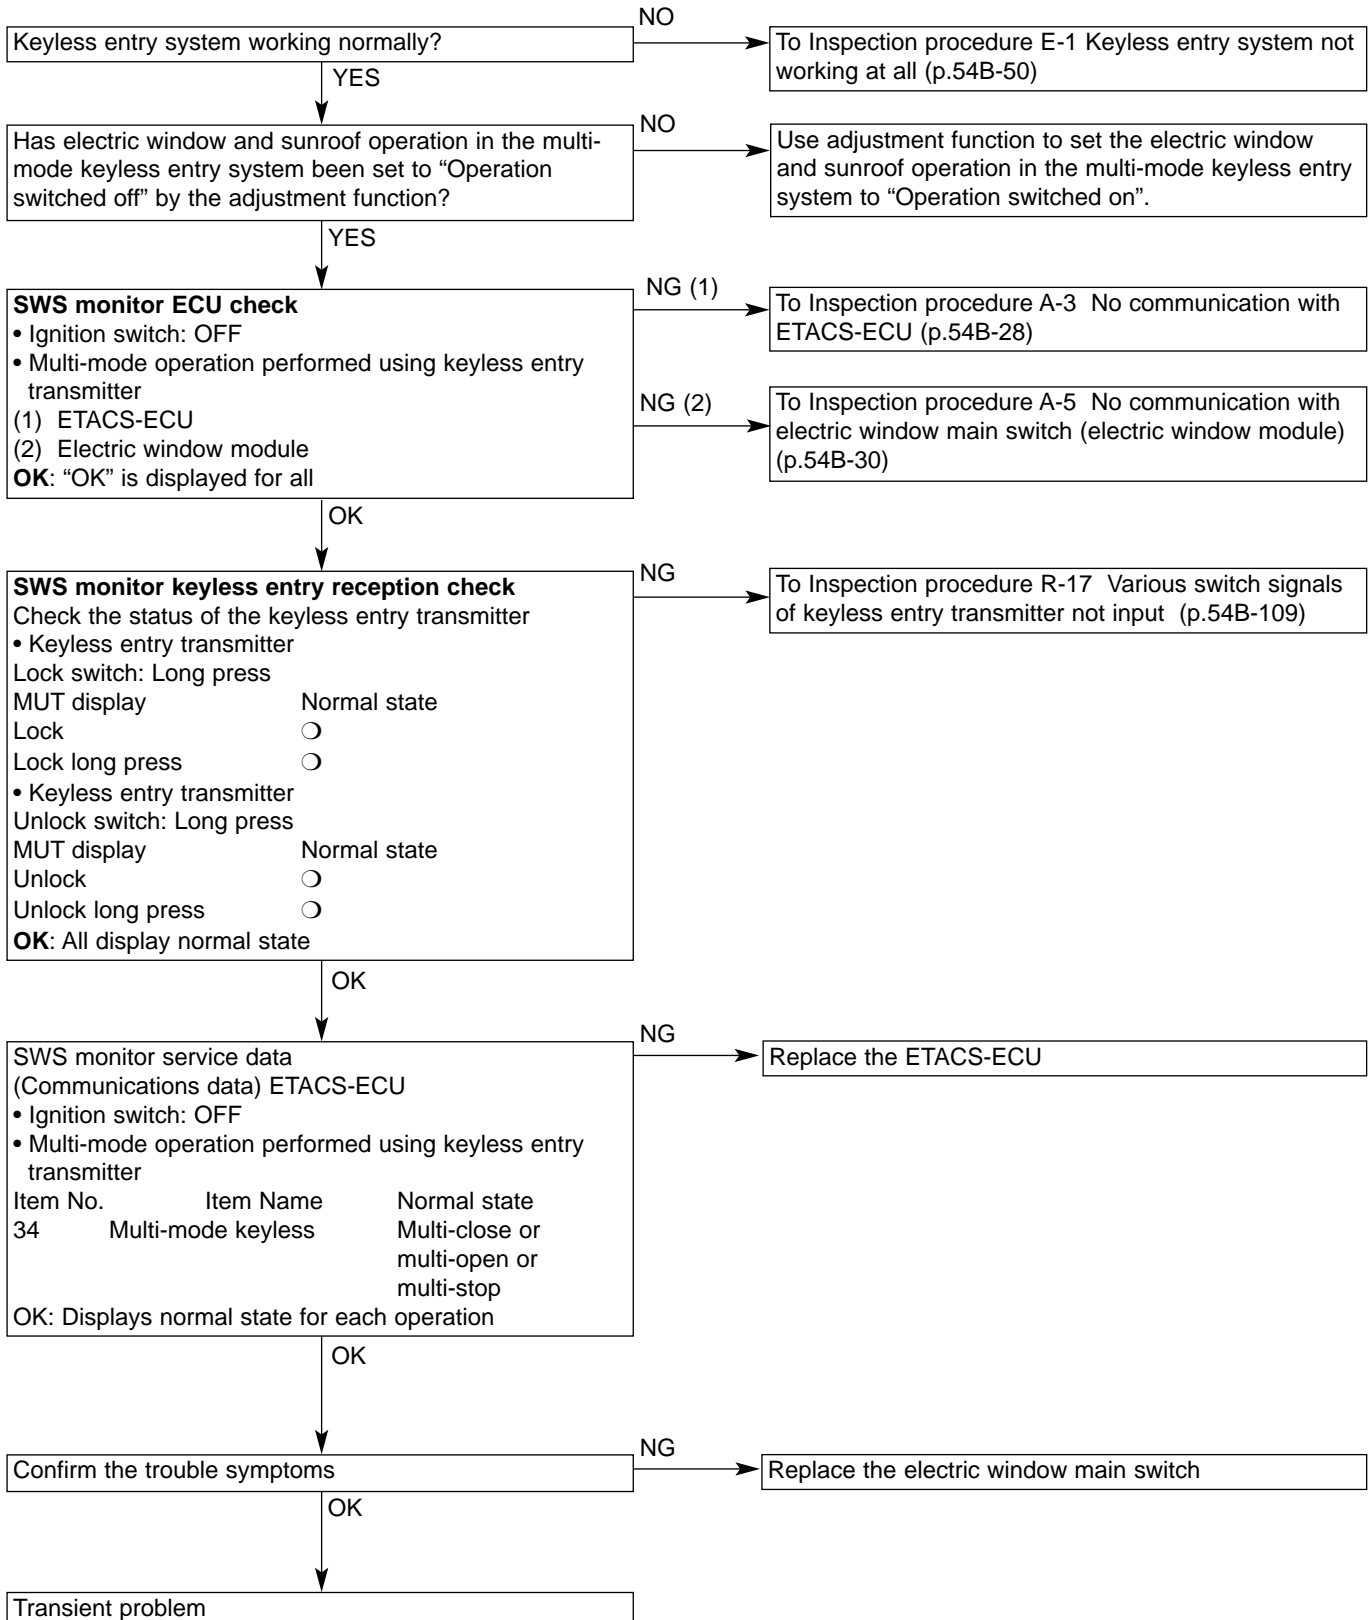 NO
Keyless entry system working normally?
To Inspection procedure E-1 Keyless entry system not
working at all (p.54B-50)
YES
Has electric window and sunroof operation in the multi-
mode keyless entry system been set to “Operation
switched off” by the adjustment function?
NO
Use adjustment function to set the electric window
and sunroof operation in the multi-mode keyless entry
system to “Operation switched on”.
YES
SWS monitor ECU check
• Ignition switch: OFF
• Multi-mode operation performed using keyless entry
transmitter
(1) ETACS-ECU
(2) Electric window module
OK: “OK” is displayed for all
NG (1)
To Inspection procedure A-3 No communication with
ETACS-ECU (p.54B-28)
NG (2)
To Inspection procedure A-5 No communication with
electric window main switch (electric window module)
(p.54B-30)
OK
SWS monitor keyless entry reception check
Check the status of the keyless entry transmitter
• Keyless entry transmitter
Lock switch: Long press
MUT display Normal state
Lock ❍
Lock long press ❍
• Keyless entry transmitter
Unlock switch: Long press
MUT display Normal state
Unlock ❍
Unlock long press ❍
OK: All display normal state
NG
To Inspection procedure R-17 Various switch signals
of keyless entry transmitter not input (p.54B-109)
OK
SWS monitor service data
(Communications data) ETACS-ECU
• Ignition switch: OFF
• Multi-mode operation performed using keyless entry
transmitter
Item No. Item Name Normal state
34 Multi-mode keyless Multi-close or
multi-open or
multi-stop
OK: Displays normal state for each operation
NG
Replace the ETACS-ECU
OK
Confirm the trouble symptoms
NG
Replace the electric window main switch
OK
Transient problem